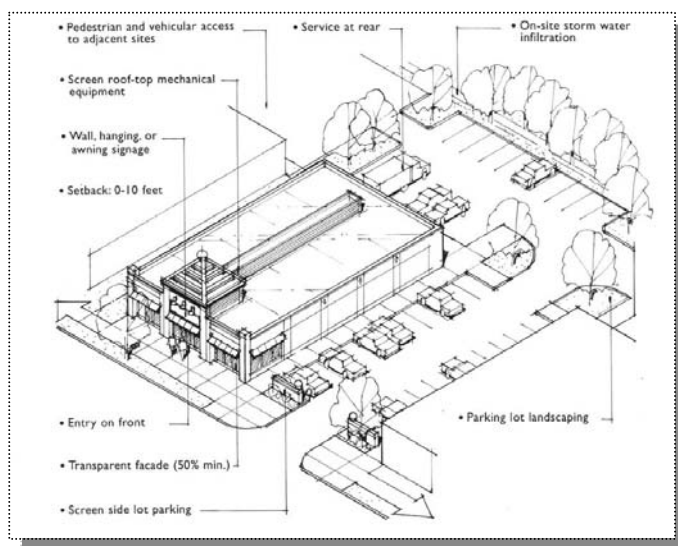 • Pedestrian and vehicular access
to adjacent sites
• Service at rear
• On-site storm water
infiltration
• Screen roof-top mechanical
equipment
• Wall, hanging, or
awning signage
• Setback: 0-10 feet
• Entry on front
• Parking lot landscaping
• Transparent facade (50% min.)
• Screen side lot parking